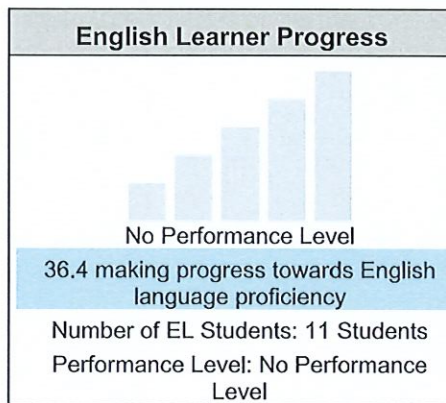 English Learner Progress
No Performance Level
36.4 making progress towards English
language proficiency
Number of EL Students: 11 Students
Performance Level: No Performance
Level